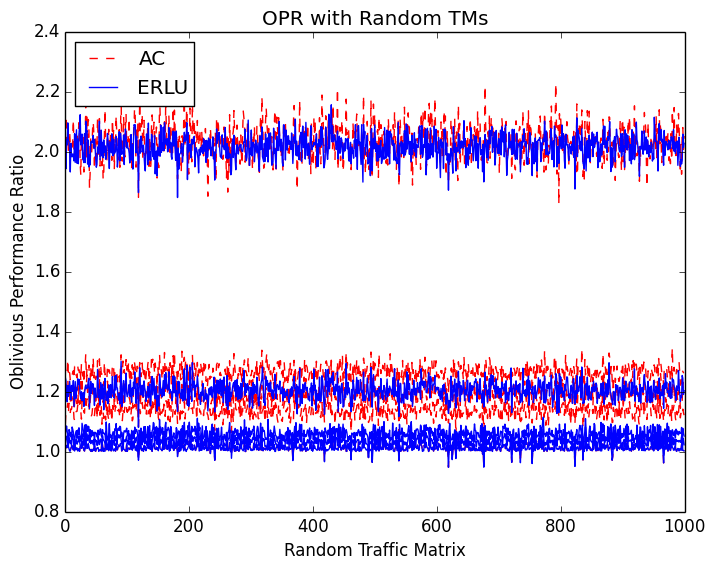 OPR with Random TMs
2.4
AC
ERLU
2.2
2.0
1.8
1.6
1.4
1.2
1.0
0.8
Oblivious Performance Ratio
0 200 400 600 800 1000
Random Traffic Matrix